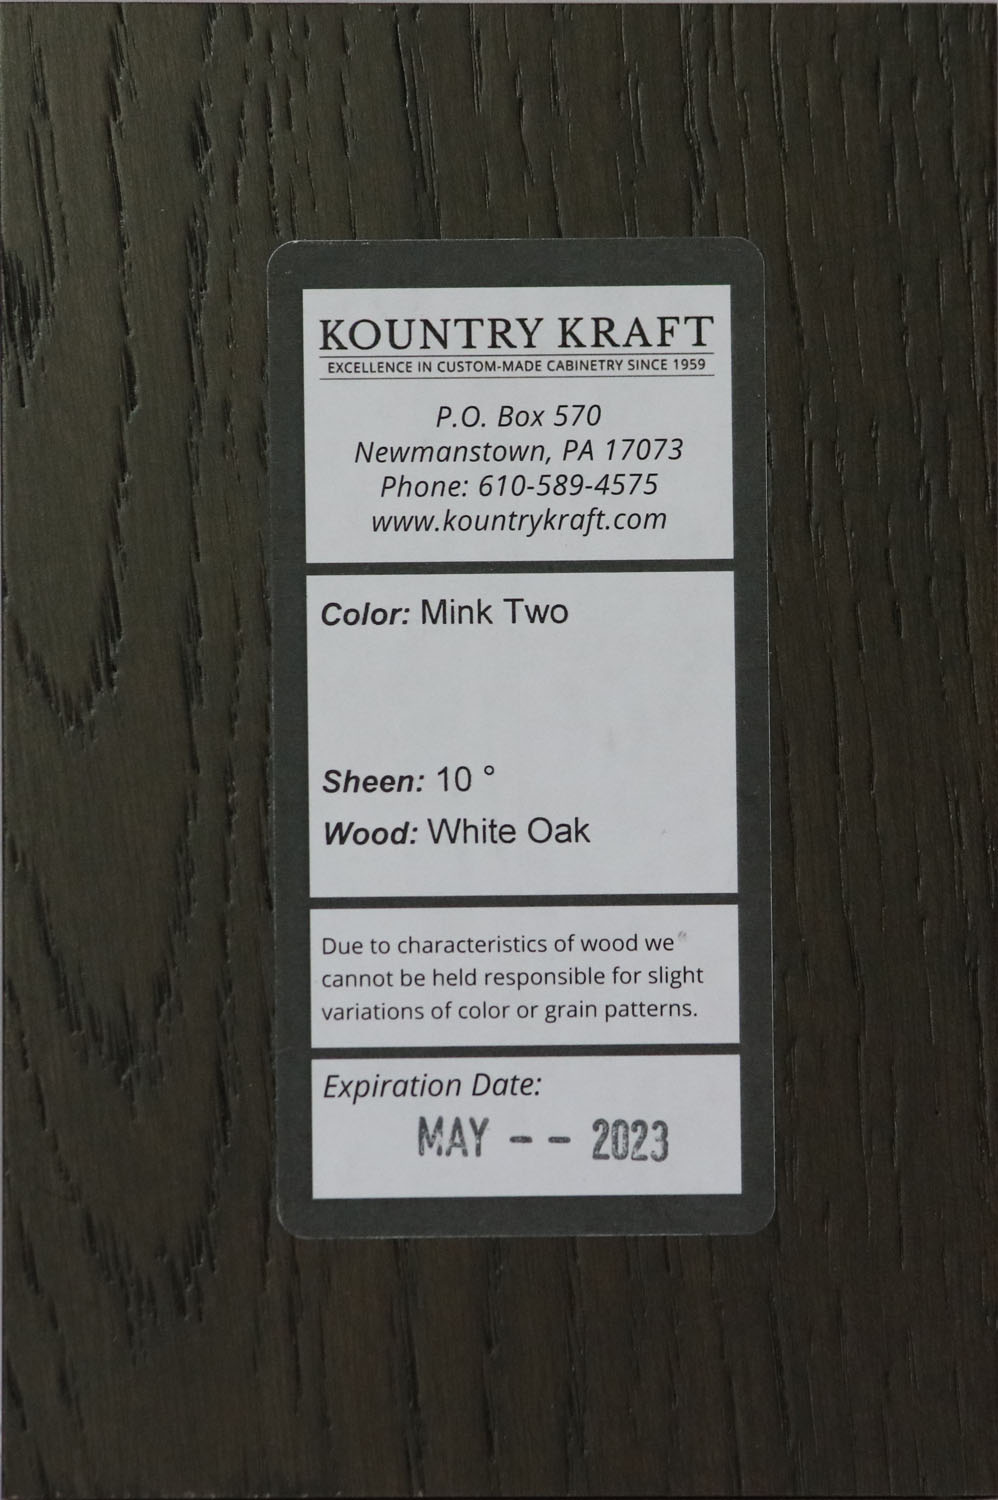 KOUNTRY KRAFT
EXCELLENCE IN CUSTOM-MADE CABINETRY SINCE 1959
P.O. Box 570
Newmanstown, PA 17073
Phone: 610-589-4575
www.kountrykraft.com
Color: Mink Two
Sheen: 10 °
Wood: White Oak
Due to characteristics of wood we
cannot be held responsible for slight
variations of color or grain patterns.
Expiration Date:
MAY -- 2023